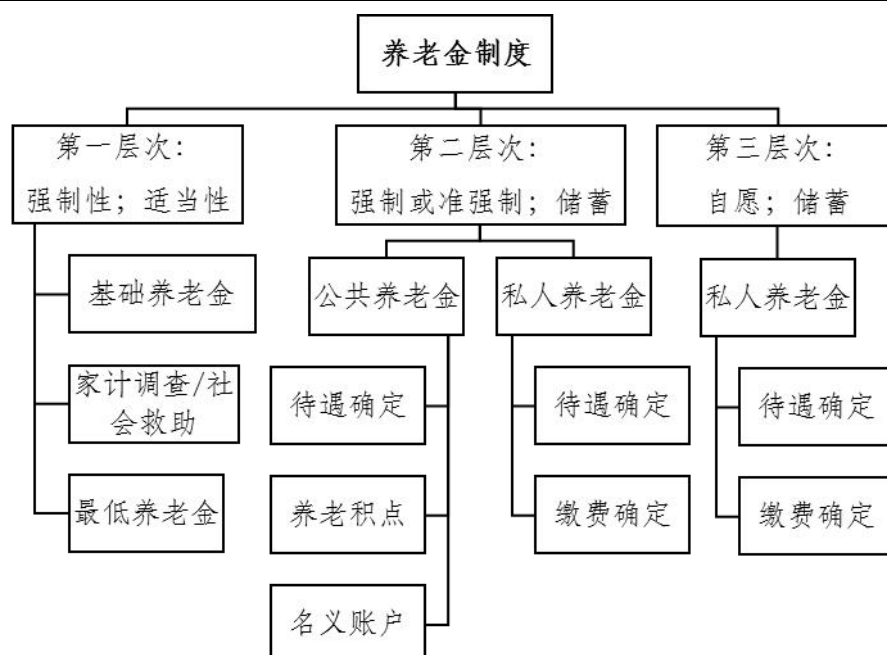 养老金制度
第一层次：
强制性；适当性
第二层次：
强制或准强制；储蓄
第三层次：
自愿；储蓄
基础养老金
家计调查/社
会救助
最低养老金
公共养老金
待遇确定
养老积点
名义账户
私人养老金
待遇确定
缴费确定
私人养老金
待遇确定
缴费确定